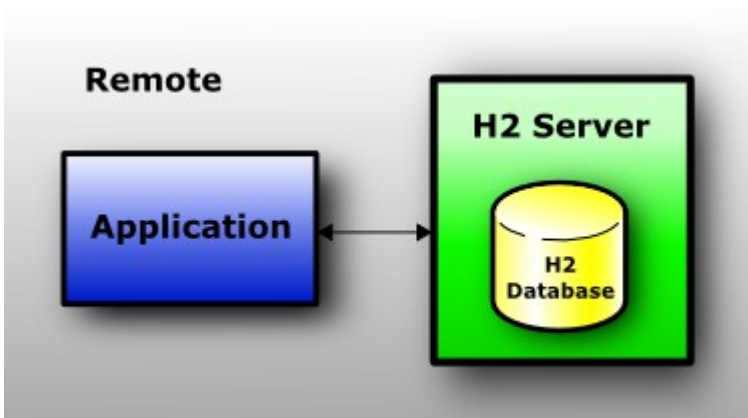 Remote
H2 Server
Application
H2
Database